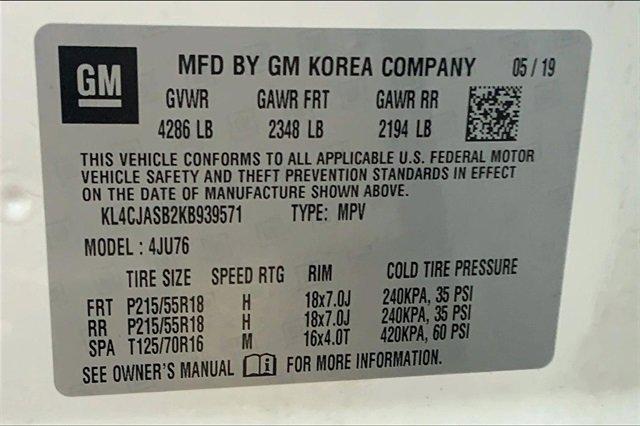 GM MFD BY GM KOREA COMPANY 05 / 19
GVWR GAWR FRT GAWR RR
4286 LB 2348 LB 2194 LB
THIS VEHICLE CONFORMS TO ALL APPLICABLE U.S. FEDERAL MOTOR
VEHICLE SAFETY AND THEFT PREVENTION STANDARDS IN EFFECT
ON THE DATE OF MANUFACTURE SHOWN ABOVE.
KL4CJASB2KB939571 TYPE: MPV
MODEL : 4JU76
TIRE SIZE SPEED RTG RIM COLD TIRE PRESSURE
FRT P215/55R18 H 18x7.0J 240KPA, 35 PSI
RR P215/55R18 H 18x7.0J 240KPA, 35 PSI
SPA T125/70R16 M 16x4.0T 420KPA, 60 PSI
SEE OWNER'S MANUAL FOR MORE INFORMATION.